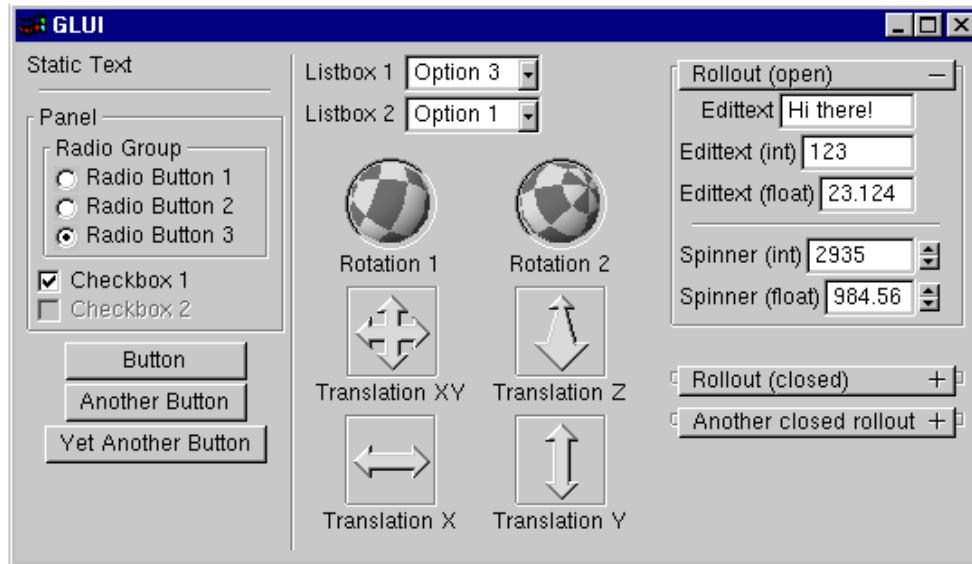 GLUI
Static Text
Panel
Radio Group
Radio Button 1
Radio Button 2
Radio Button 3
Checkbox 1
Checkbox 2
Button
Another Button
Yet Another Button
Listbox 1 Option 3
Listbox 2 Option 1
Rotation 1 Rotation 2
Translation XY Translation Z
Translation X Translation Y
Rollout (open)
Edittext Hi there!
Edittext (int) 123
Edittext (float) 23.124
Spinner (int) 2935
Spinner (float) 984.56
Rollout (closed)
Another closed rollout